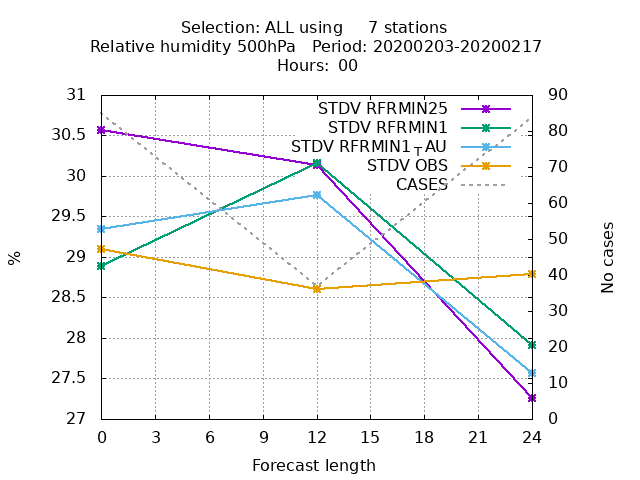 Selection: ALL using 7 stations
Relative humidity 500hPa Period: 20200203-20200217
Hours: 00
STDV RFRMIN25
STDV RFRMIN1
STDV RFRMIN1TAU
STDV OBS
CASES
31
30.5
30
29.5
29
28.5
28
27.5
27
%
90
80
70
60
50
40
30
20
10
0
No cases
0 3 6 9 12 15 18 21 24
Forecast length